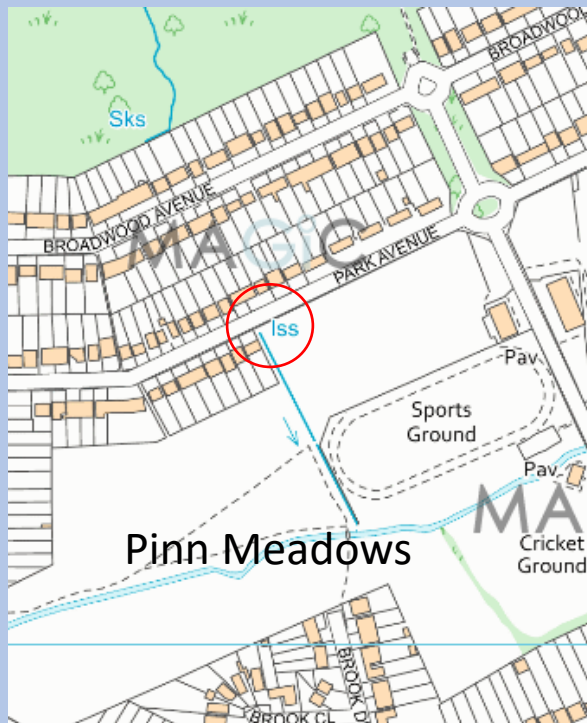 BROADWOOD
Sks
BROADWOOD AVENUE
MAGiC
PARK AVENUE
Iss
Pav
Sports
Ground
Pav
MA
Pinn Meadows
Cricket
Ground
BROOK D
BROOK CL